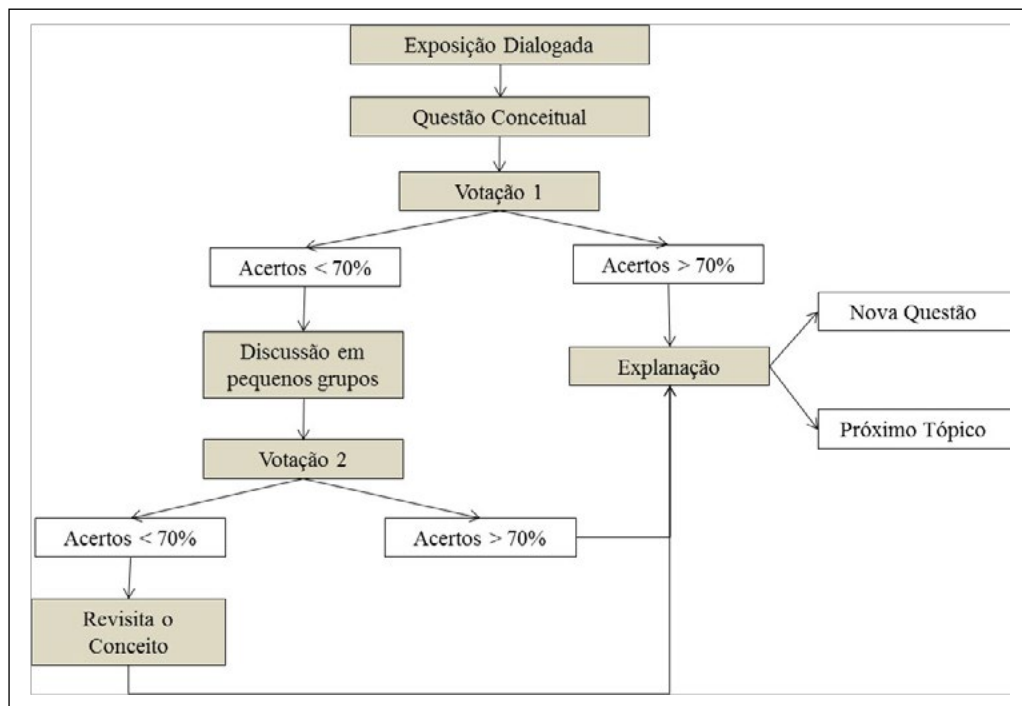 Exposição Dialogada
Questão Conceitual
Votação 1
Acertos < 70%
Acertos > 70%
Nova Questão
Discussão em
pequenos grupos
Explanação
Próximo Tópico
Votação 2
Acertos < 70%
Acertos > 70%
Revisita o
Conceito